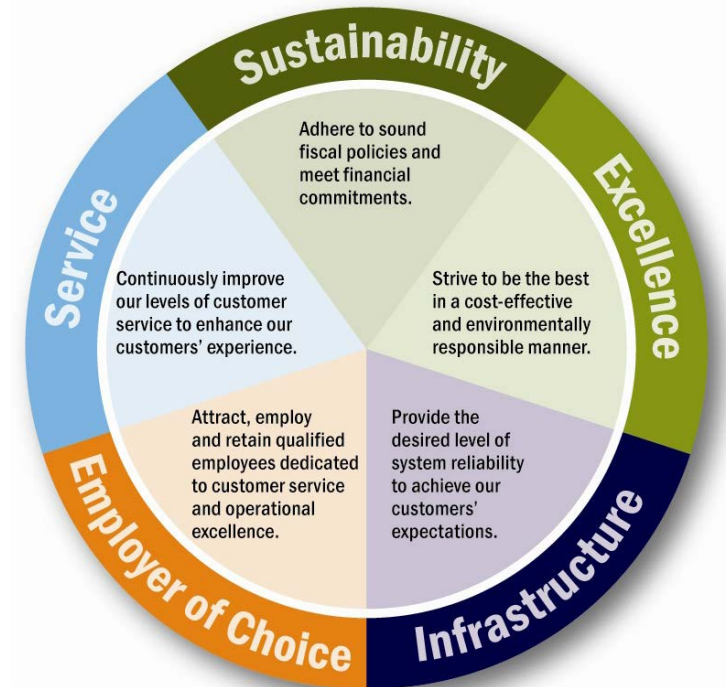 Sustainability
Adhere to sound
fiscal policies and
meet financial
commitments.
Excellence
Strive to be the best
in a cost-effective
and environmentally
responsible manner.
Infrastructure
Provide the
desired level of
system reliability
to achieve our
customers’
expectations.
Employer of Choice
Attract, employ
and retain qualified
employees dedicated
to customer service
and operational
excellence.
Service
Continuously improve
our levels of customer
service to enhance our
customers’ experience.